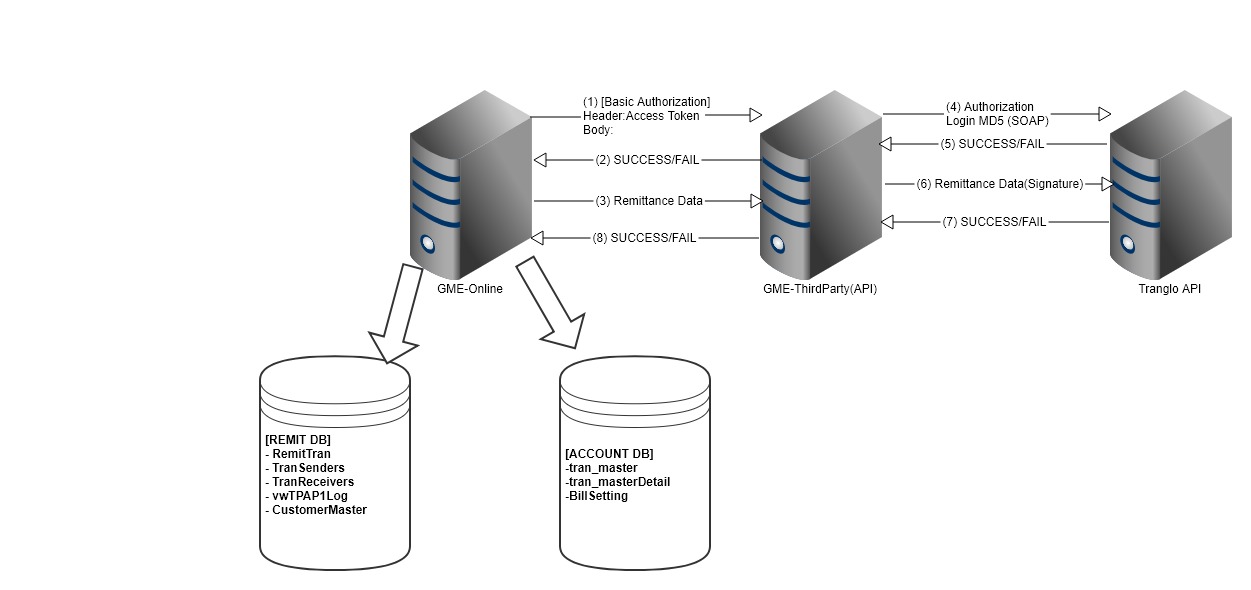 (1) [Basic Authorization]
Header:Access Token
Body:
(2) SUCCESS/FAIL
(3) Remittance Data
(8) SUCCESS/FAIL
(4) Authorization
Login MD5 (SOAP)
(5) SUCCESS/FAIL
(6) Remittance Data(Signature)
(7) SUCCESS/FAIL
GME-Online
GME-ThirdParty(API)
Tranglo API
[REMIT DB]
- RemitTran
- TranSenders
- TranReceivers
- vwTPAP1Log
- CustomerMaster
[ACCOUNT DB]
-tran_master
-tran_masterDetail
-BillSetting